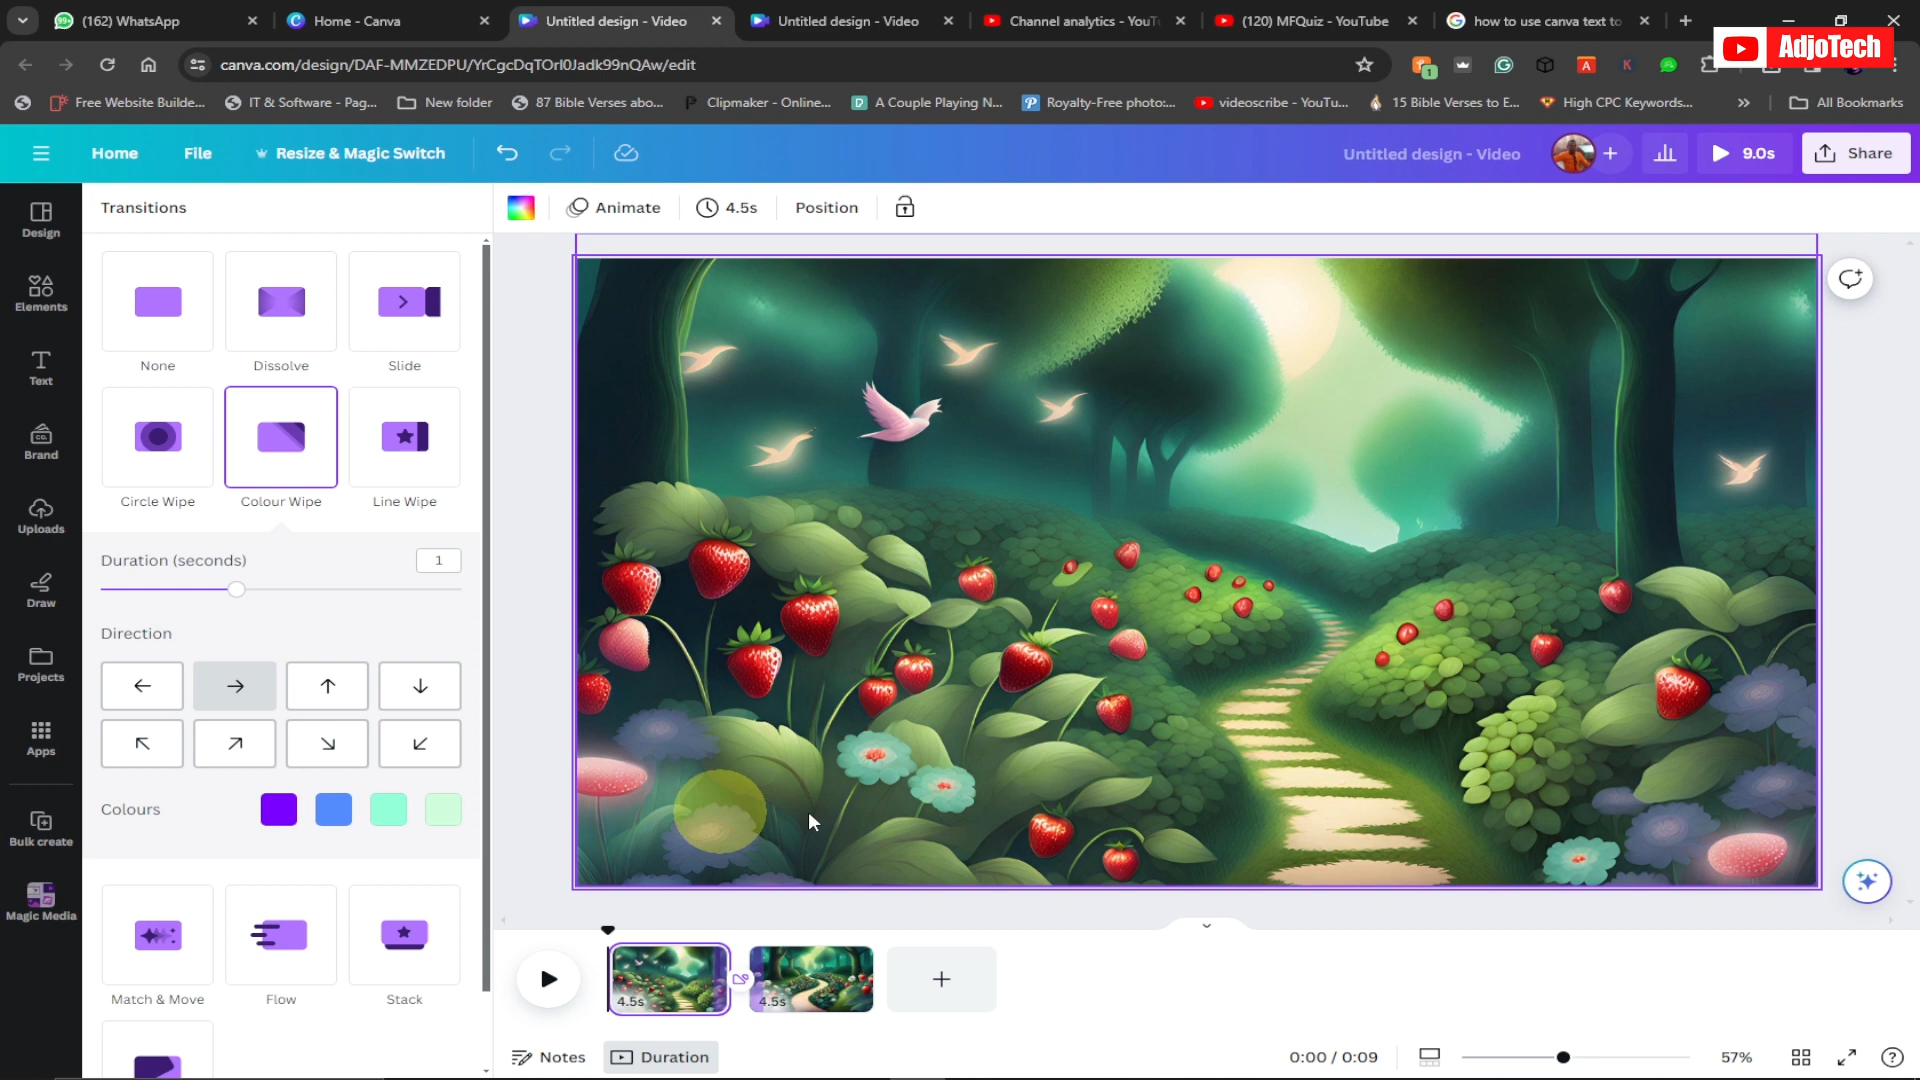 (162) WhatsApp
Home - Canva
Untitled design - Video
Untitled design - Video
Channel analytics - YouT
(120) MFQuiz - YouTube
how to use canva text to
AdjoTech
canva.com/design/DAF-MMZEDPU/YrCgcDqTOrI0Jadk99nQAw/edit
Free Website Builde...
IT & Software - Pag...
New folder
87 Bible Verses abo...
Clipmaker - Online...
A Couple Playing N...
Royalty-Free photo:...
videoscribe - YouTu...
15 Bible Verses to E...
High CPC Keywords...
All Bookmarks
Home
File
Resize & Magic Switch
Untitled design - Video
9.0s
Share
Transitions
Animate
4.5s
Position
Design
Elements
Text
Brand
Uploads
Draw
Projects
Apps
Bulk create
Magic Media
None
Dissolve
Slide
Circle Wipe
Colour Wipe
Line Wipe
Duration (seconds)
1
Direction
Colours
Match & Move
Flow
Stack
4.5s
4.5s
Notes
Duration
0:00 / 0:09
57%